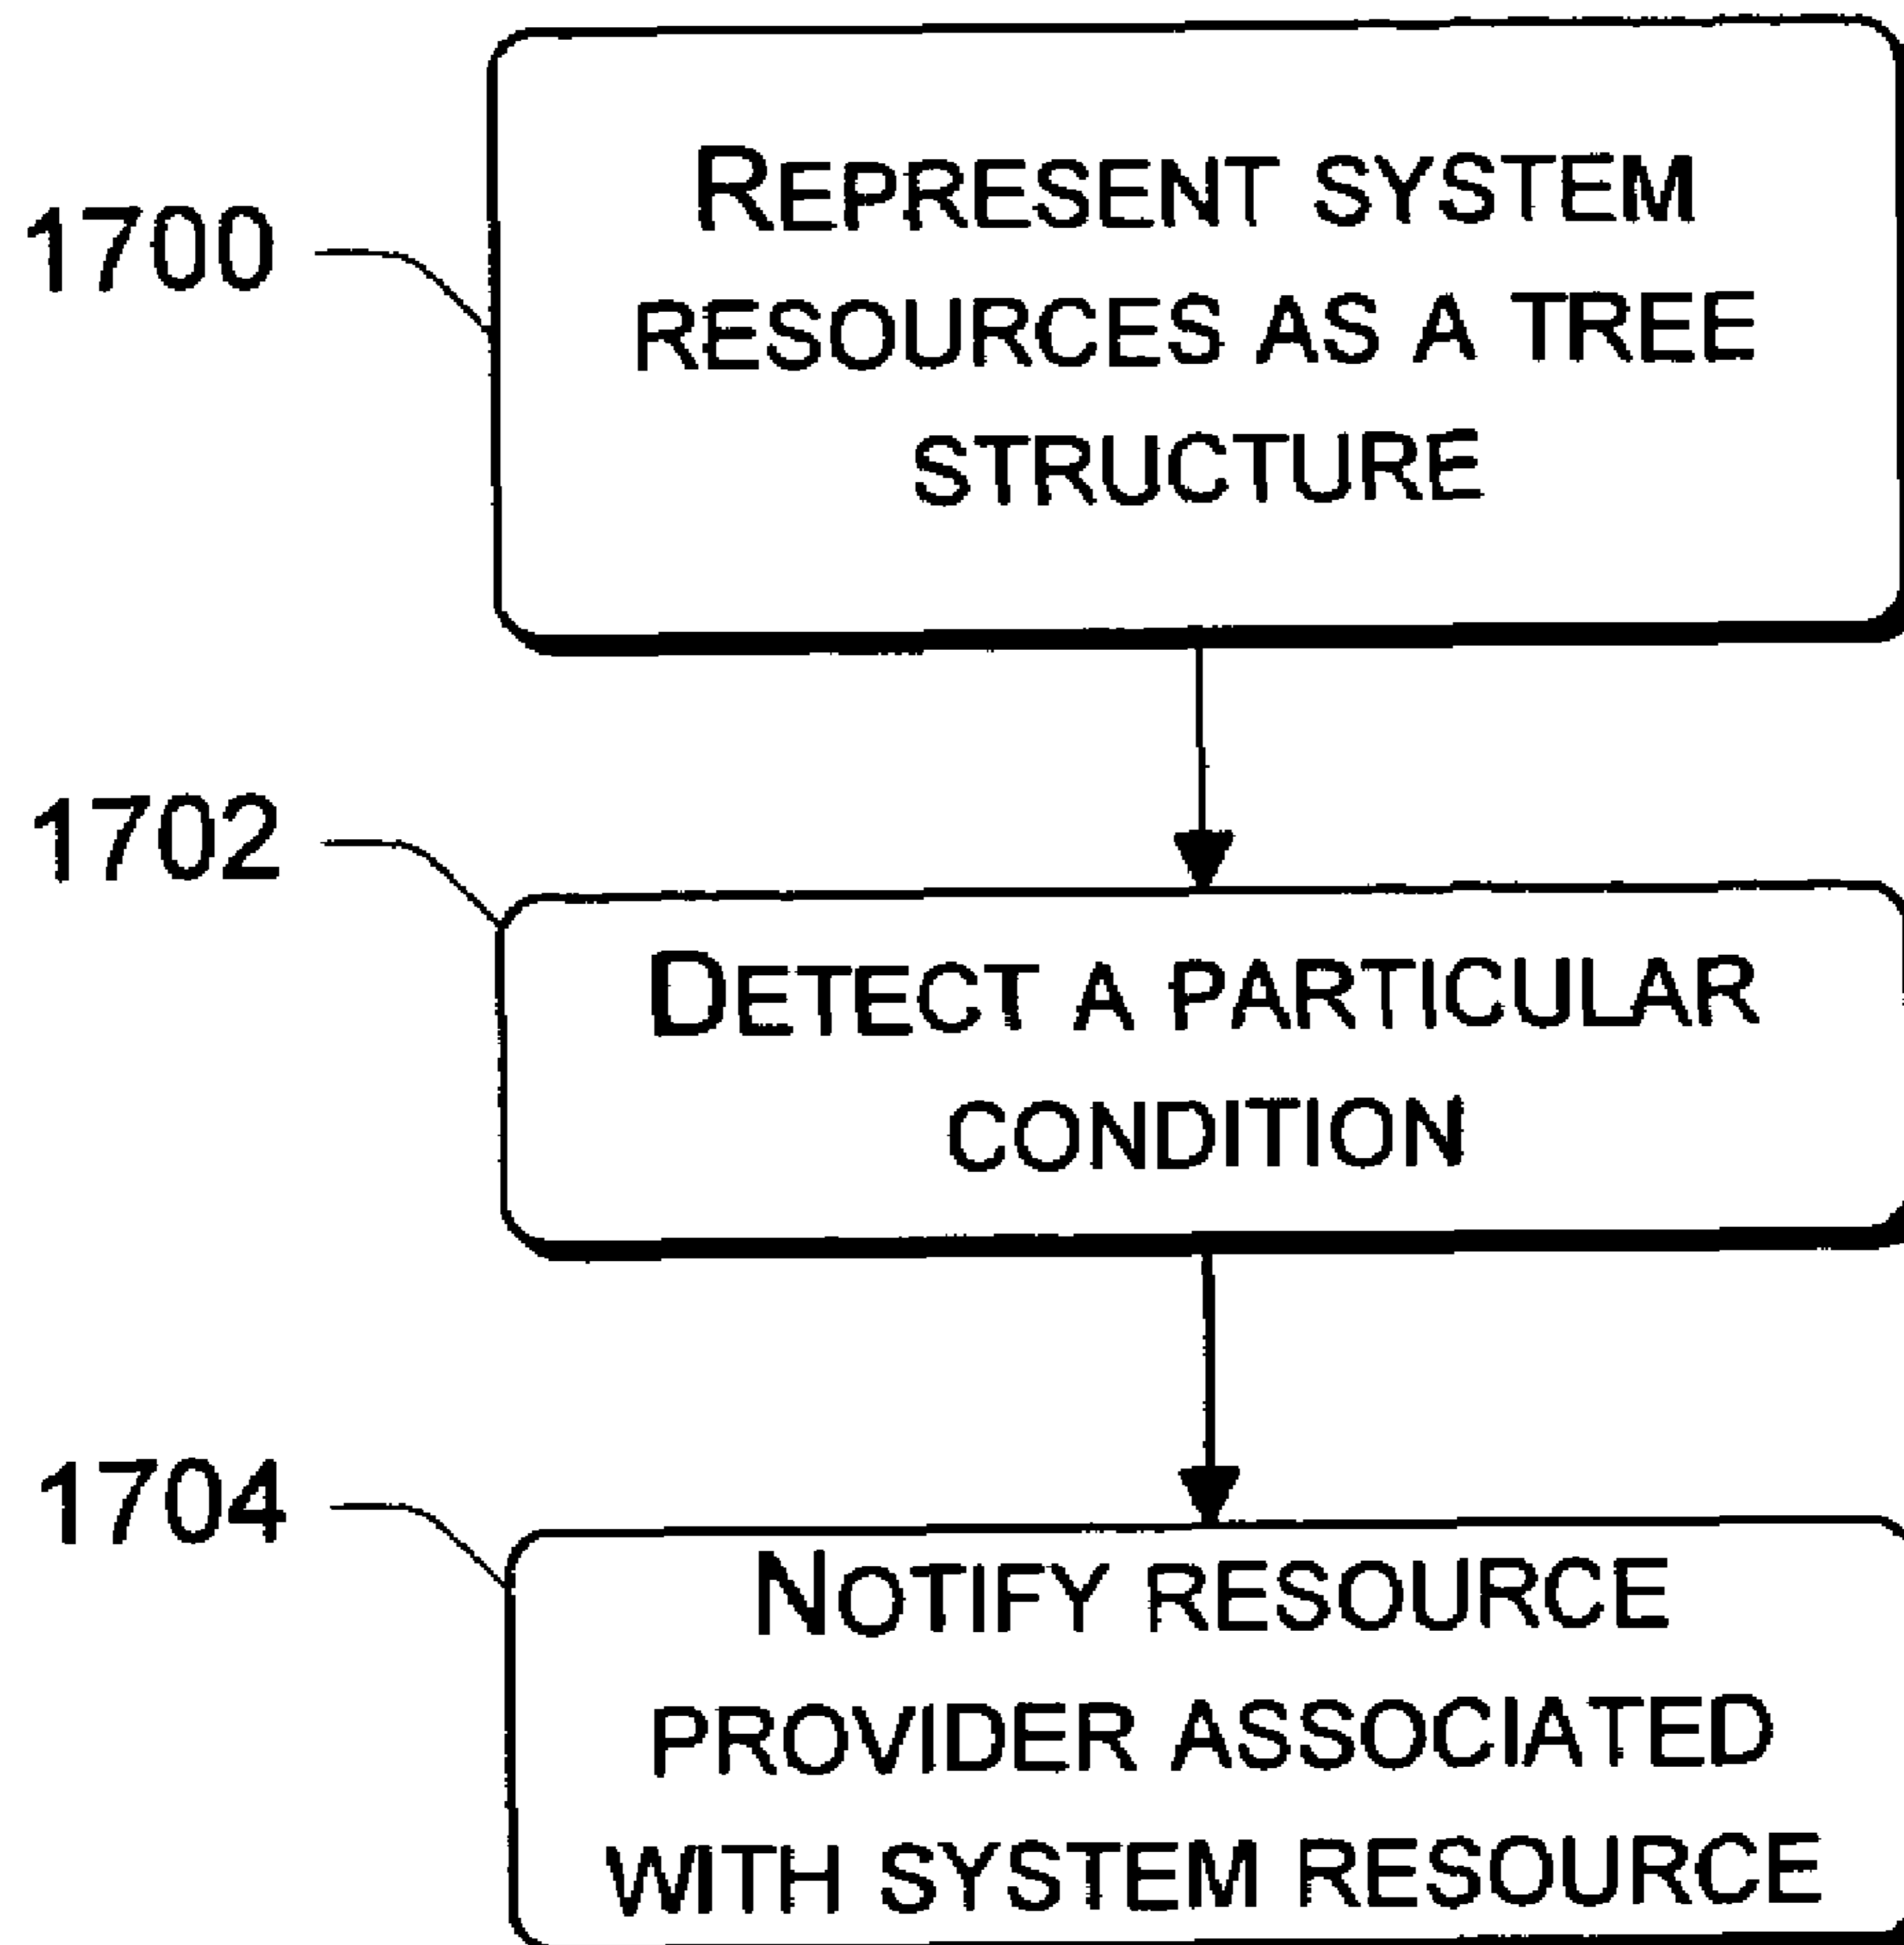 1700
REPRESENT SYSTEM
RESOURCES AS A TREE
STRUCTURE
1702
DETECT A PARTICULAR
CONDITION
1704
NOTIFY RESOURCE
PROVIDER ASSOCIATED
WITH SYSTEM RESOURCE